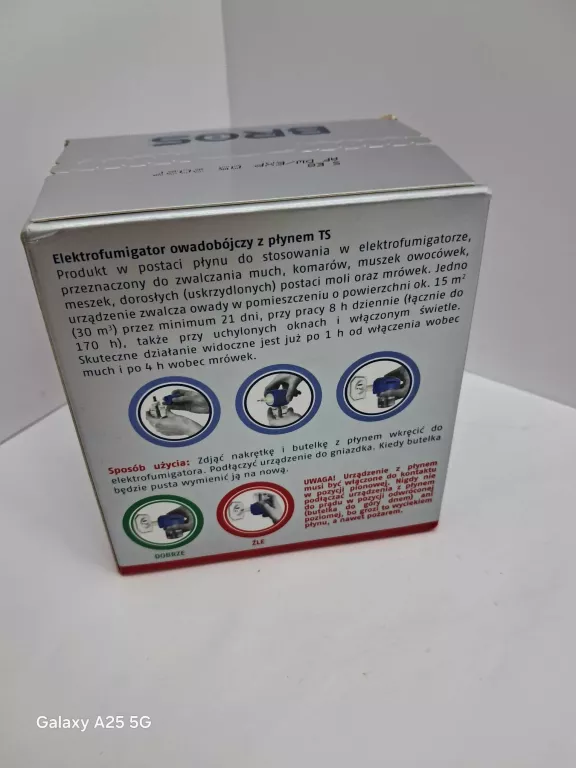 BROS
PW/EXP 05 2027
Elektrofumigator owadobójczy z płynem TS
Produkt w postaci płynu do stosowania w elektrofumigatorze,
przeznaczony do zwalczania much, komarów, muszek owocówek,
meszek, dorosłych (uskrzydlonych) postaci moli oraz mrówek. Jedno
urządzenie zwalcza owady w pomieszczeniu o powierzchni ok. 15 m²
(30 m³) przez minimum 21 dni, przy pracy 8 h dziennie (łącznie do
170 h), także przy uchylonych oknach i włączonym świetle.
Skuteczne działanie widoczne jest już po 1 h od włączenia wobec
much i po 4 h wobec mrówek.
Sposób użycia: Zdjąć nakrętkę i butelkę z płynem wkręcić do
elektrofumigatora. Podłączyć urządzenie do gniazdka. Kiedy butelka
będzie pusta wymienić ją na nową.
UWAGA! Urządzenie z płynem
musi być włączone do kontaktu
w pozycji pionowej. Nigdy nie
podłączać urządzenia z płynem
do prądu w pozycji odwróconej
(butelką do góry dnem) ani
poziomej, bo grozi to wyciekiem
płynu, a nawet pożarem.
DOBRZE
ŹLE
Galaxy A25 5G